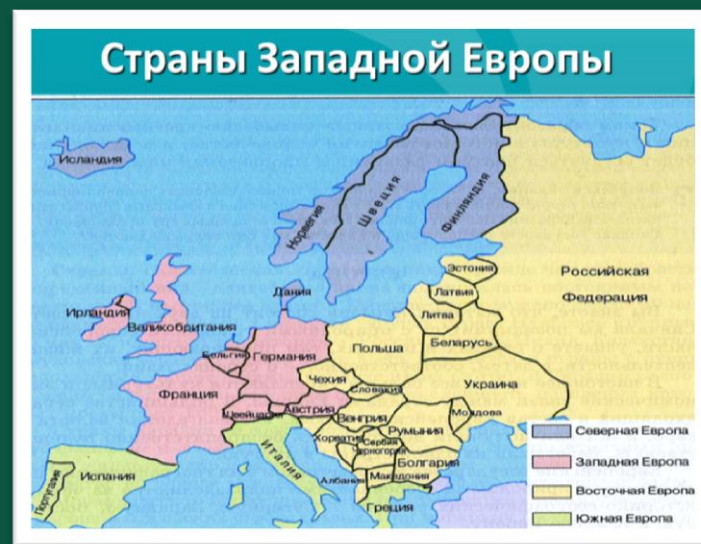 Страны Западной Европы
Исландия
Норвегия
Швеция
Финляндия
Эстония
Российская
Федерация
Латвия
Литва
Дания
Ирландия
Великобритания
Беларусь
Польша
Бельгия
Германия
Украина
Чехия
Словакия
Франция
Швейцария
Австрия
Молдова
Венгрия
Румыния
Хорватия
Сербия
Черногория
Италия
Болгария
Македония
Албания
Греция
Испания
Португалия
Северная Европа
Западная Европа
Восточная Европа
Южная Европа